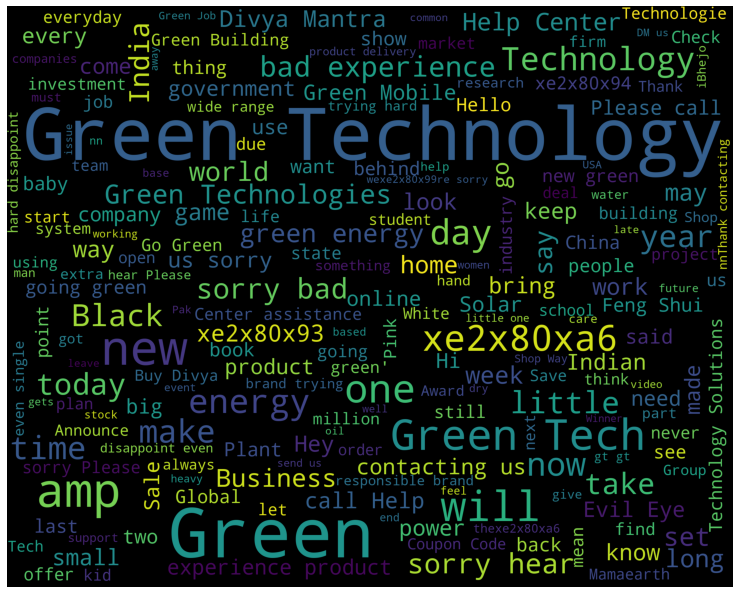 everyday
Divya Mantra
Help Center
Technologie
Green Job
common
every
Green Building
show
market
firm
DM us
Check
companies
come
India
thing
bad experience
product delivery
away
Technology
iBhejo
investment
government
Green Mobile
research
xe2x80x94
Thank
must
job
wide range
trying hard
Hello
Please call
Green Technology
issue
nn
team
use
due
hard disappoint
base
world
want
behind
help
wexe2x80x99re sorry
USA
go
new green
may
baby
Green Technologies
look
deal
water
start
company
game
life
student
industry
keep
building
Shop
nnThank contacting
system
working
green energy
day
say
late
year
using
way
Go Green
state
China
project
man
open
us sorry
something
women
home
people
future
extra
hear Please
hand
bring
work
us
going green
sorry bad
online
Solar
school
Feng Shui
Pak
Center assistance
based
White
little one
care
point
Black
xe2x80x93
xe2x80xa6
said
got
book
going
Pink
new
product
green'
Hi
Shop Way
Indian
leave
Buy Divya
brand trying
one
week
Save
think
video
made
today
event
Award
dry
even single
gets
plan
big
energy
million
well
little
need
Technology Solutions
stock
oil
Winner
part
Announce
disappoint even
still
next
never
time
make
Plant
Hey
order
Green Tech
now
gt gt
see
always
send us
contacting us
Group
sorry Please
Sale
Business
responsible brand
take
heavy
feel
give
amp
Global
call Help
will
Evil Eye
set
last
let
Green
power
thexe2x80xa6
find
Tech
support
two
end
Coupon Code
back
mean
know
long
small
sorry hear
offer
kid
experience product
Mamaearth